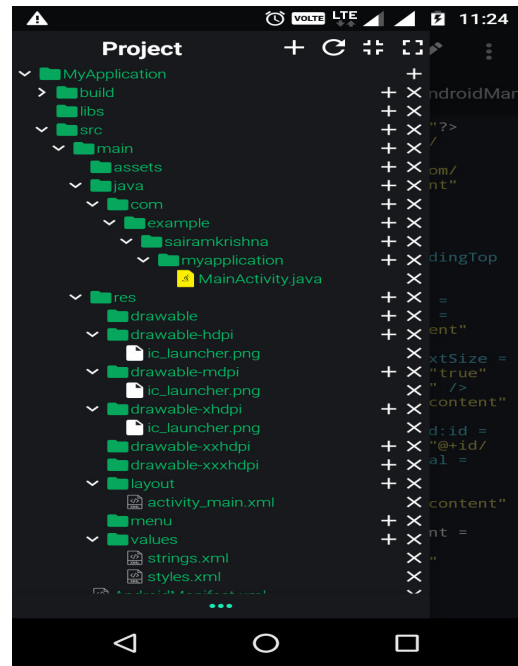 VOLTE LTE 11:24
Project
MyApplication
build
ndroidMan
libs
src
"?>
main
/
assets
om/
java
nt"
com
example
sairamkrishna
myapplication
dingTop
MainActivity.java
res
=
drawable
=
drawable-hdpi
ent"
ic_launcher.png
xtSize =
drawable-mdpi
"true"
ic_launcher.png
" />
drawable-xhdpi
content"
ic_launcher.png
d:id =
drawable-xxhdpi
"@+id/
drawable-xxxhdpi
al =
layout
activity_main.xml
content"
menu
values
nt =
strings.xml
"
styles.xml
AndroidManifest.xml